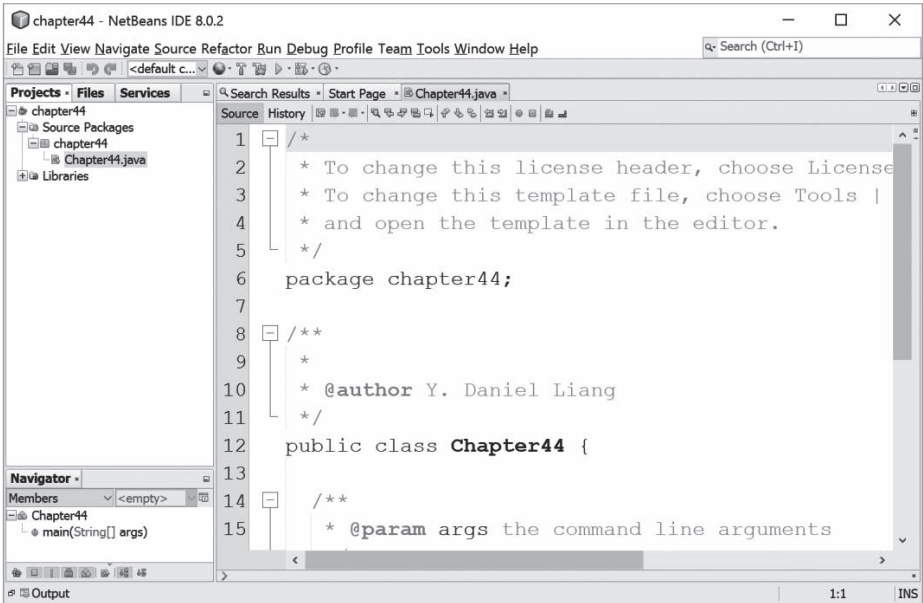 chapter44 - NetBeans IDE 8.0.2
File Edit View Navigate Source Refactor Run Debug Profile Team Tools Window Help
Search (Ctrl+I)
<default c...
Projects Files Services
chapter44
Source Packages
chapter44
Chapter44.java
Libraries
Search Results Start Page Chapter44.java
Source History
1 /*
2 * To change this license header, choose License
3 * To change this template file, choose Tools |
4 * and open the template in the editor.
5 */
6 package chapter44;
7
8 /**
9 *
10 * @author Y. Daniel Liang
11 */
12 public class Chapter44 {
13
14 /**
15 * @param args the command line arguments
Navigator
Members <empty>
Chapter44
main(String[] args)
Output
1:1 INS